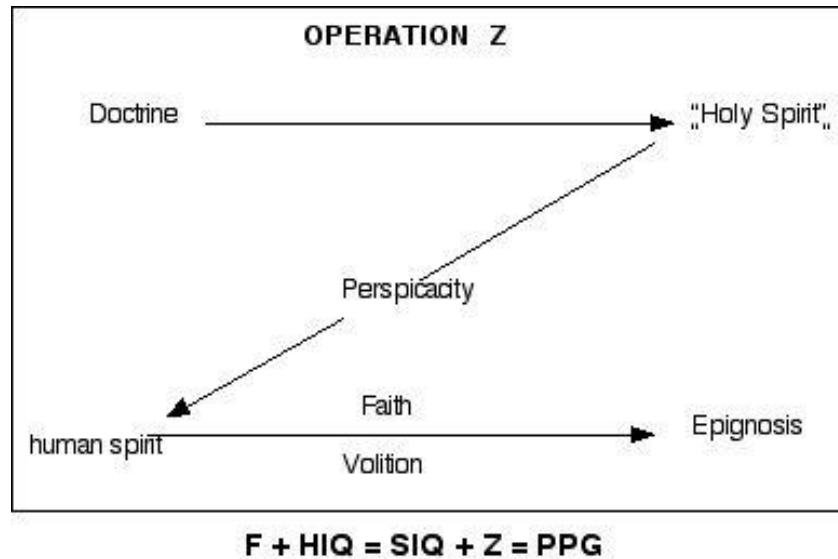 OPERATION Z
Doctrine
"Holy Spirit"
Perspicacity
Faith
human spirit
Epignosis
Volition
F + HIQ = SIQ + Z = PPG